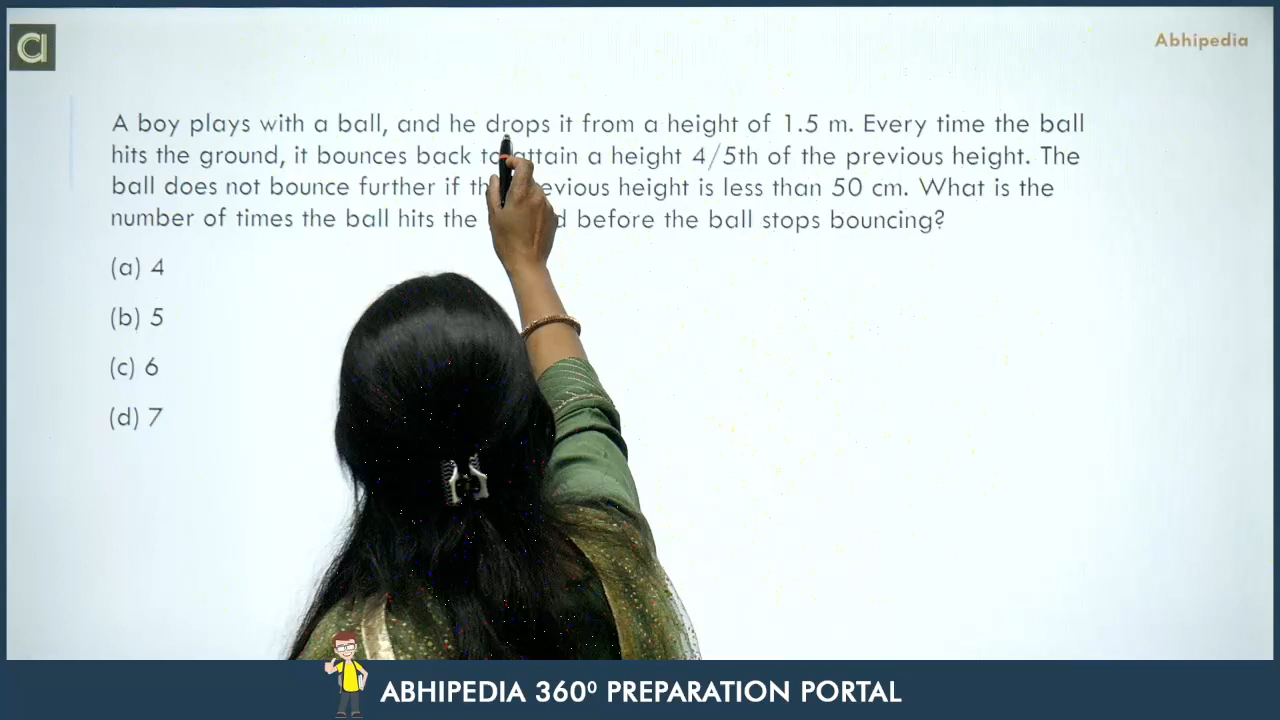 Abhipedia
A boy plays with a ball, and he drops it from a height of 1.5 m. Every time the ball
hits the ground, it bounces back to attain a height 4/5th of the previous height. The
ball does not bounce further if the previous height is less than 50 cm. What is the
number of times the ball hits the before the ball stops bouncing?
(a) 4
(b) 5
(c) 6
(d) 7
ABHIPEDIA 360⁰ PREPARATION PORTAL